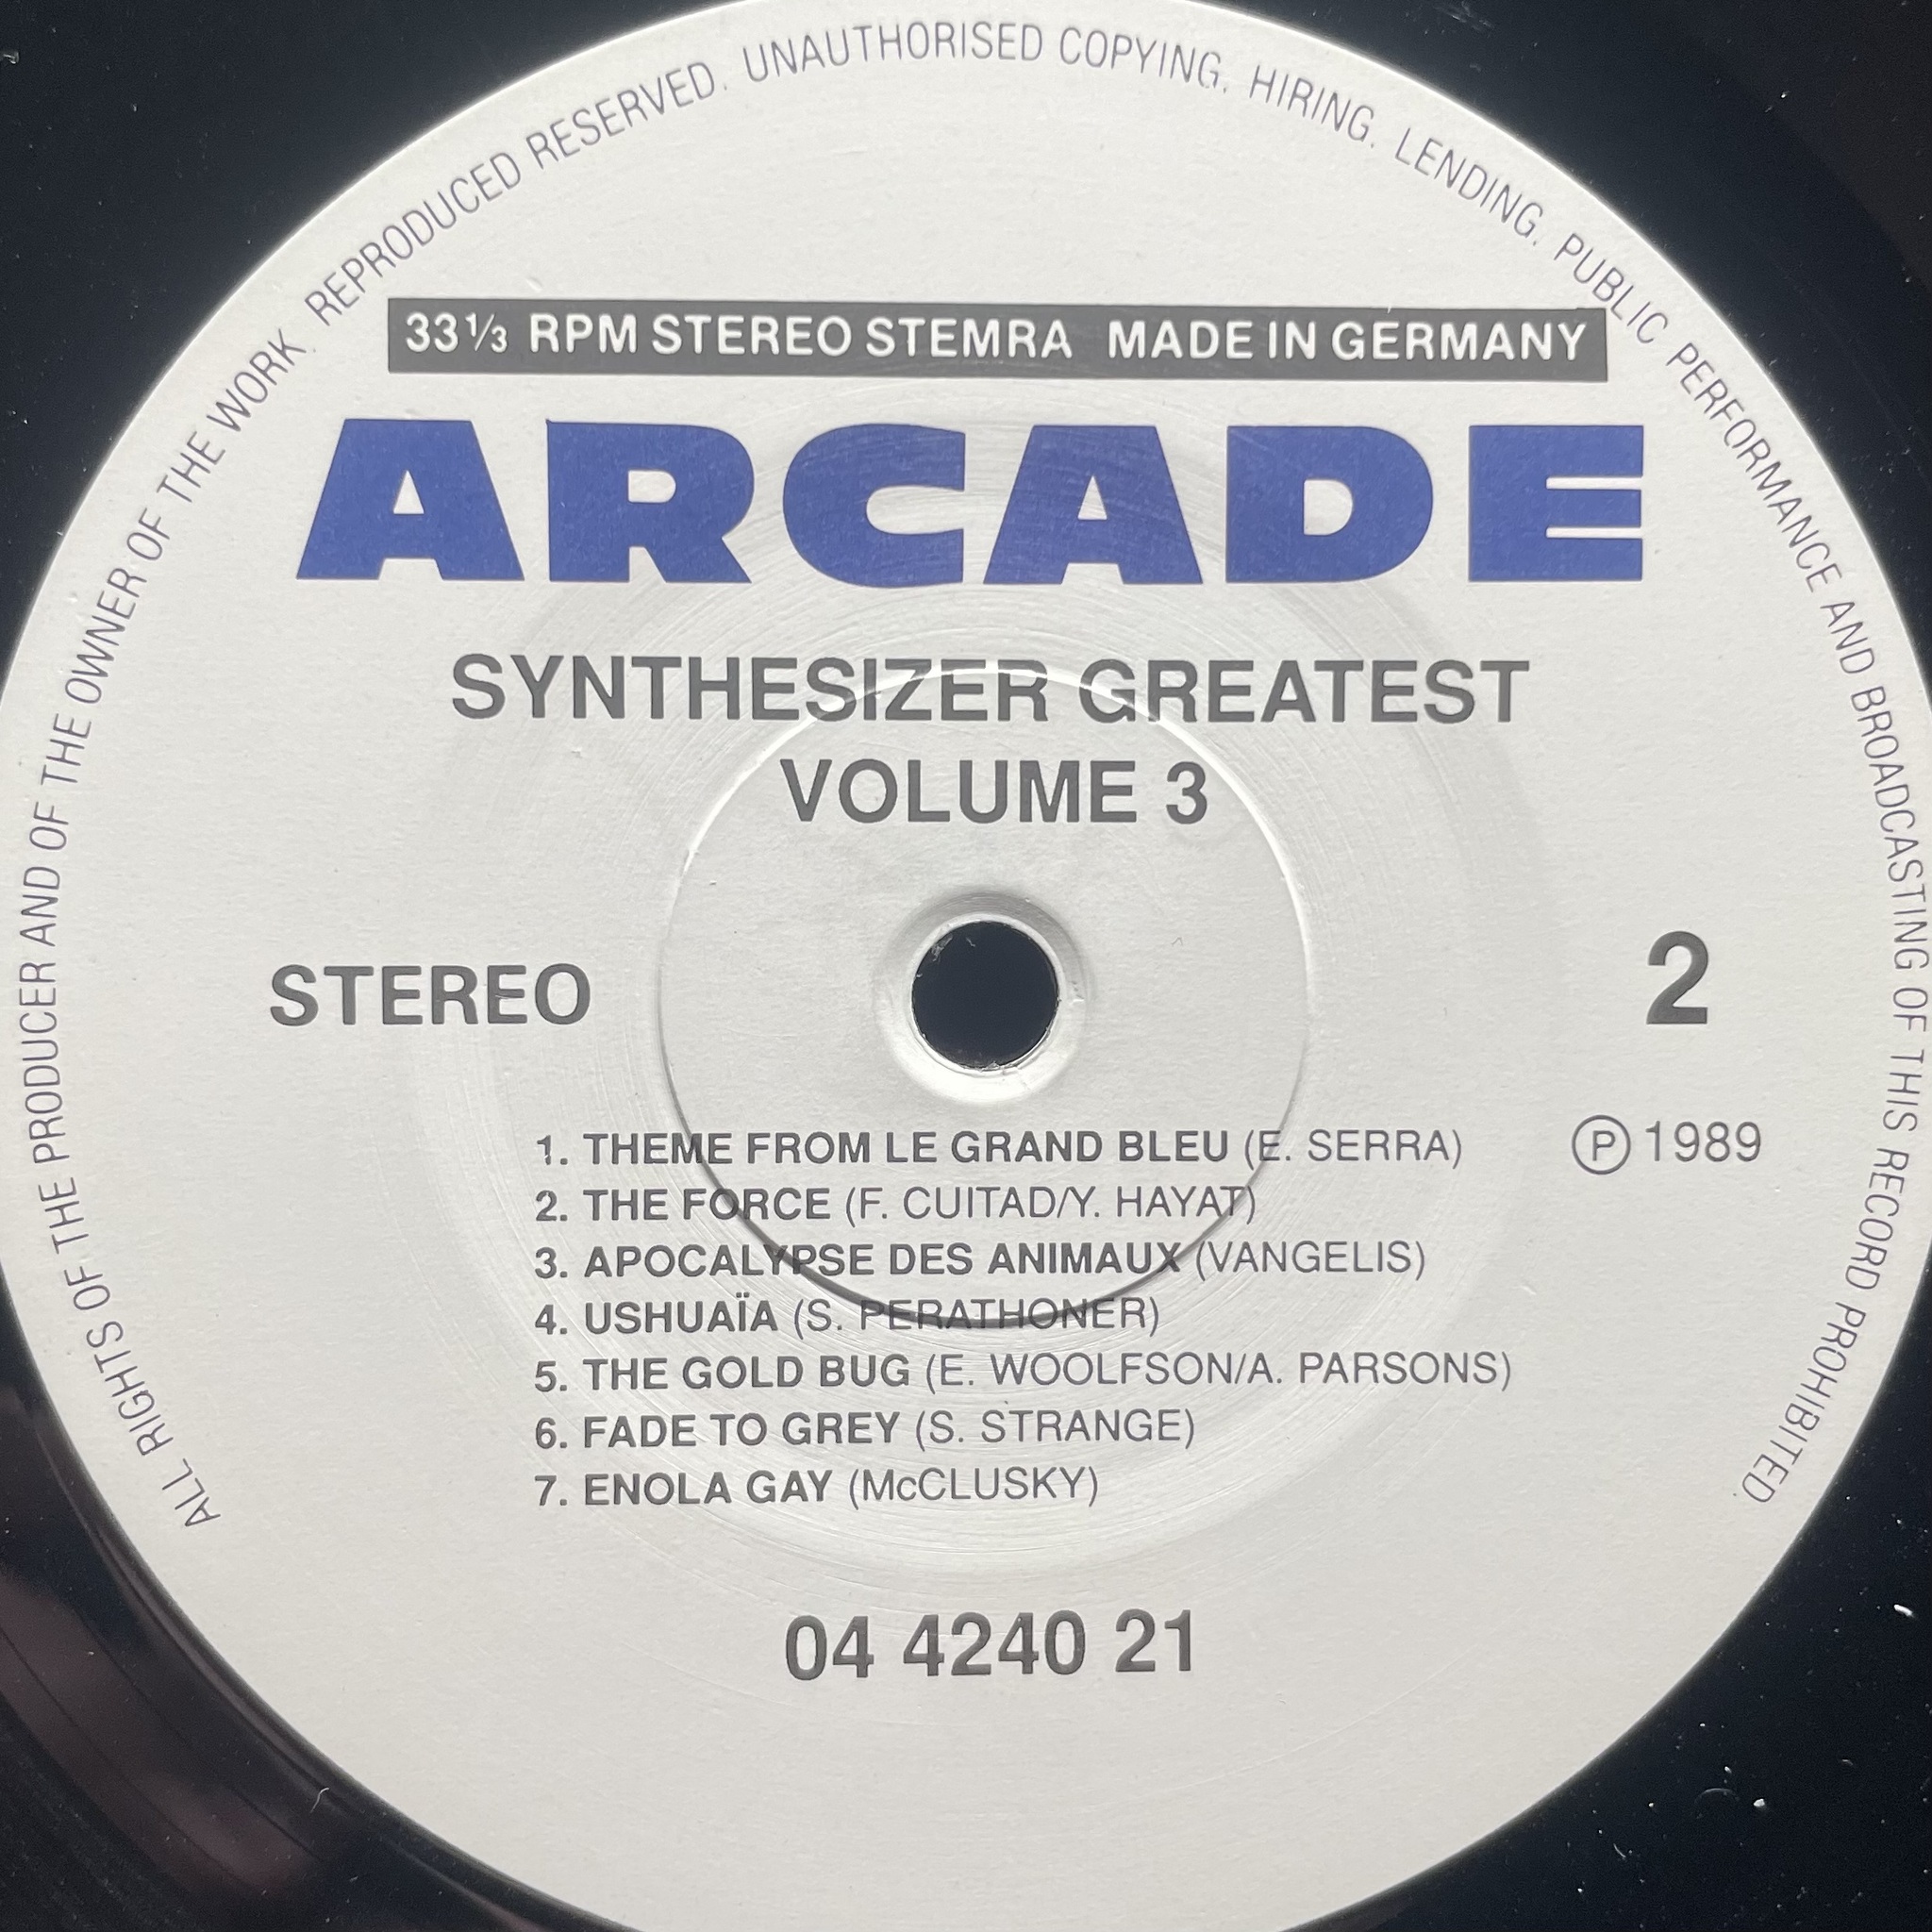 ALL RIGHTS OF THE PRODUCER AND OF THE OWNER OF THE WORK. REPRODUCED RESERVED. UNAUTHORISED COPYING. HIRING. LENDING. PUBLIC PERFORMANCE AND BROADCASTING OF THIS RECORD PROHIBITED.
33⅓ RPM STEREO STEMRA MADE IN GERMANY
ARCADE
SYNTHESIZER GREATEST
VOLUME 3
STEREO
2
1. THEME FROM LE GRAND BLEU (E. SERRA)
℗ 1989
2. THE FORCE (F. CUITAD/Y. HAYAT)
3. APOCALYPSE DES ANIMAUX (VANGELIS)
4. USHUAÏA (S. PERATHONER)
5. THE GOLD BUG (E. WOOLFSON/A. PARSONS)
6. FADE TO GREY (S. STRANGE)
7. ENOLA GAY (McCLUSKY)
04 4240 21